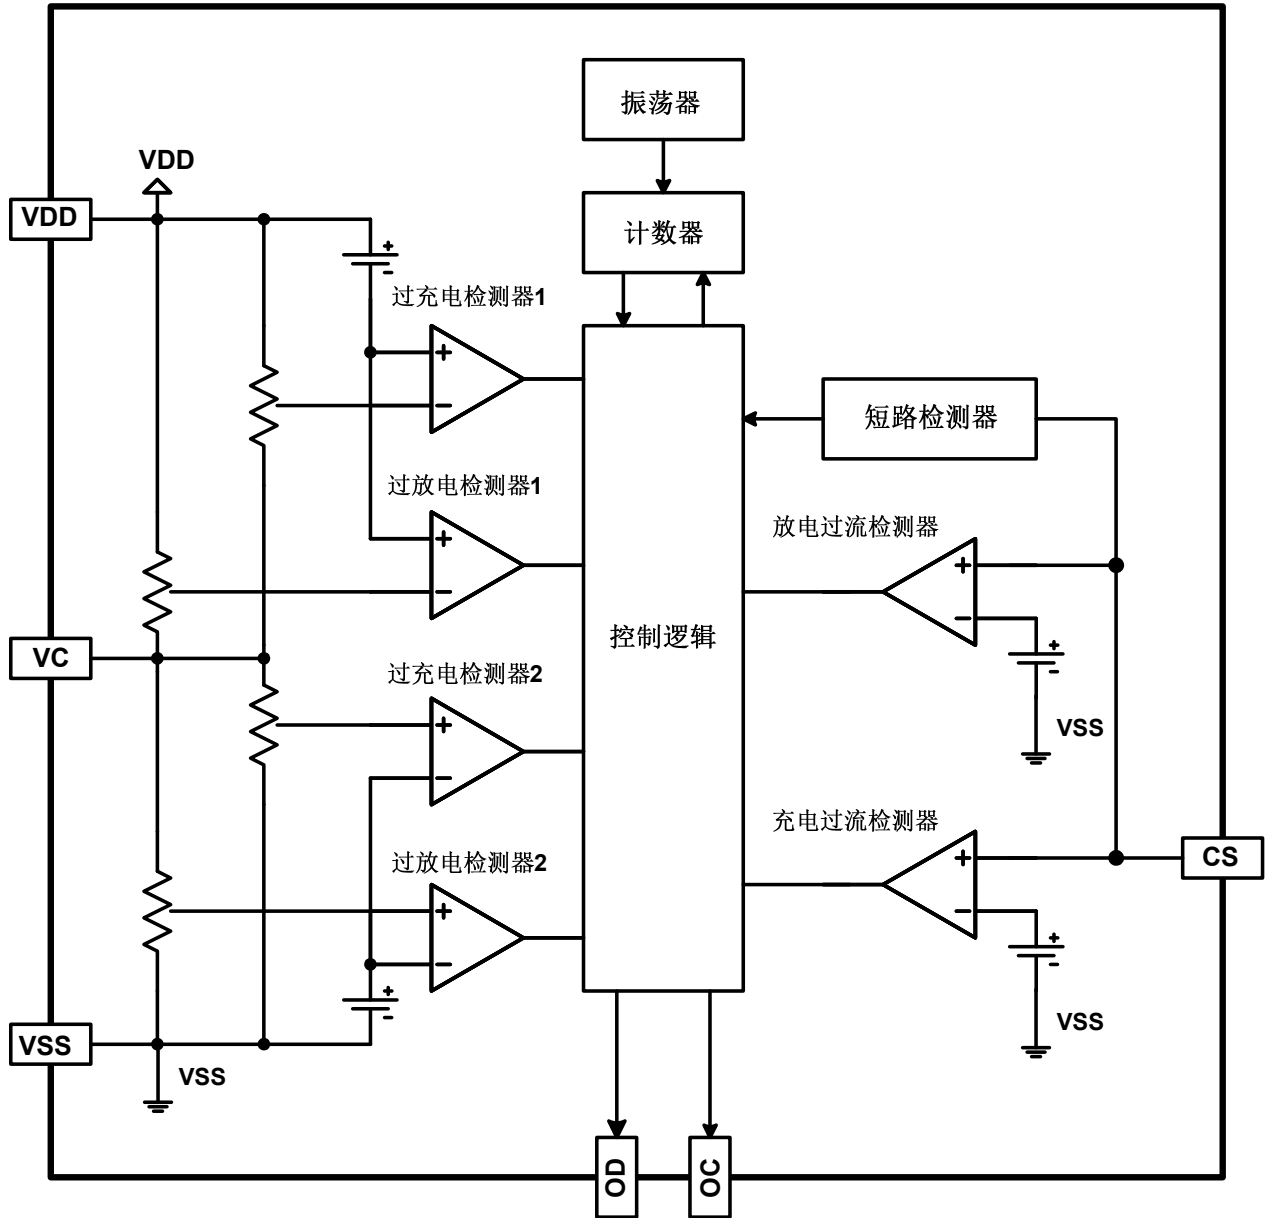 振荡器
VDD
VDD
计数器
+
-
过充电检测器1
+
-
短路检测器
过放电检测器1
+
-
放电过流检测器
+
-
+
-
VSS
控制逻辑
VC
过充电检测器2
+
-
充电过流检测器
+
-
+
-
VSS
CS
过放电检测器2
+
-
+
-
VSS
VSS
OD
OC